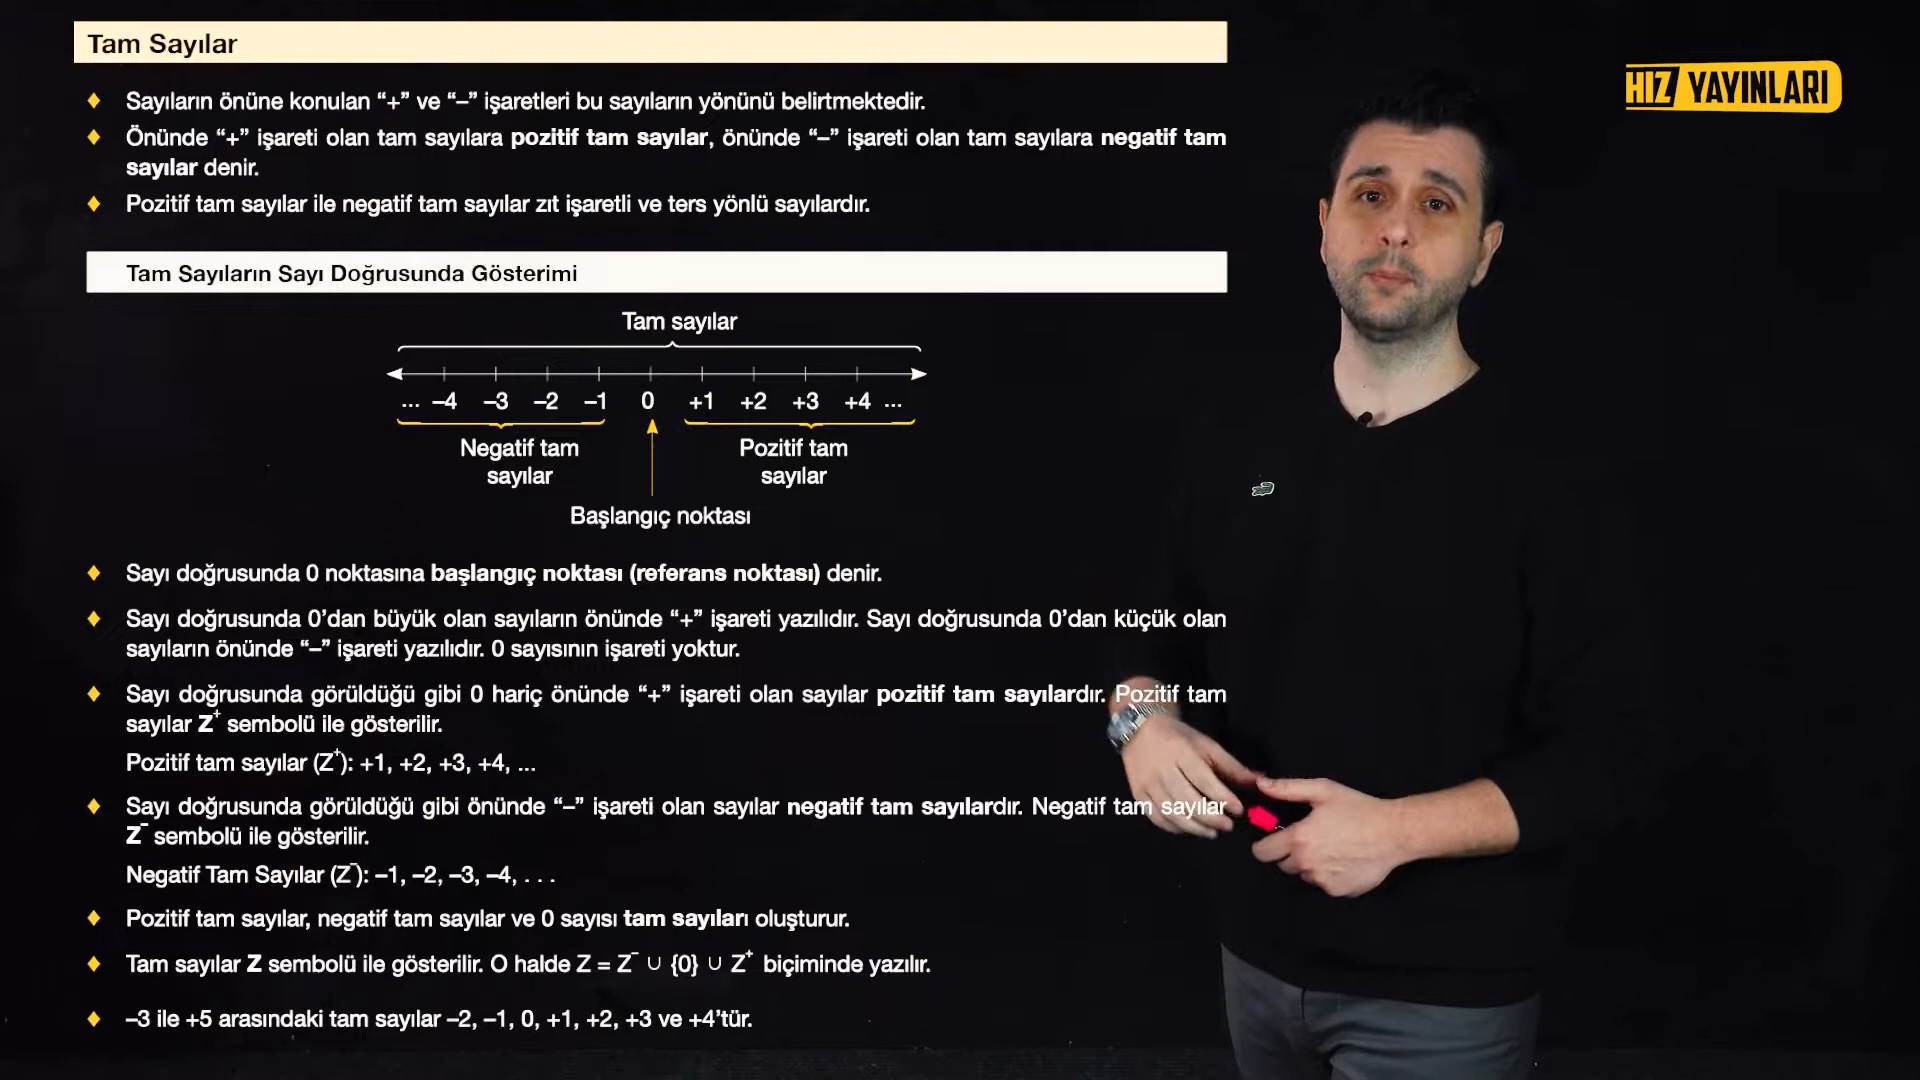 Tam Sayılar
HIZ YAYINLARI
Sayıların önüne konulan “+” ve “–” işaretleri bu sayıların yönünü belirtmektedir.
Önünde “+” işareti olan tam sayılara pozitif tam sayılar, önünde “–” işareti olan tam sayılara negatif tam
sayılar denir.
Pozitif tam sayılar ile negatif tam sayılar zıt işaretli ve ters yönlü sayılardır.
Tam Sayıların Sayı Doğrusunda Gösterimi
Tam sayılar
... –4 –3 –2 –1 0 +1 +2 +3 +4 ...
Negatif tam
sayılar
Pozitif tam
sayılar
Başlangıç noktası
Sayı doğrusunda 0 noktasına başlangıç noktası (referans noktası) denir.
Sayı doğrusunda 0’dan büyük olan sayıların önünde “+” işareti yazılıdır. Sayı doğrusunda 0’dan küçük olan
sayıların önünde “–” işareti yazılıdır. 0 sayısının işareti yoktur.
Sayı doğrusunda görüldüğü gibi 0 hariç önünde “+” işareti olan sayılar pozitif tam sayılardır. Pozitif tam
sayılar Z⁺ sembolü ile gösterilir.
Pozitif tam sayılar (Z⁺): +1, +2, +3, +4, ...
Sayı doğrusunda görüldüğü gibi önünde “–” işareti olan sayılar negatif tam sayılardır. Negatif tam sayılar
Z⁻ sembolü ile gösterilir.
Negatif Tam Sayılar (Z⁻): –1, –2, –3, –4, . . .
Pozitif tam sayılar, negatif tam sayılar ve 0 sayısı tam sayıları oluşturur.
Tam sayılar Z sembolü ile gösterilir. O halde Z = Z⁻ ∪ {0} ∪ Z⁺ biçiminde yazılır.
–3 ile +5 arasındaki tam sayılar –2, –1, 0, +1, +2, +3 ve +4’tür.